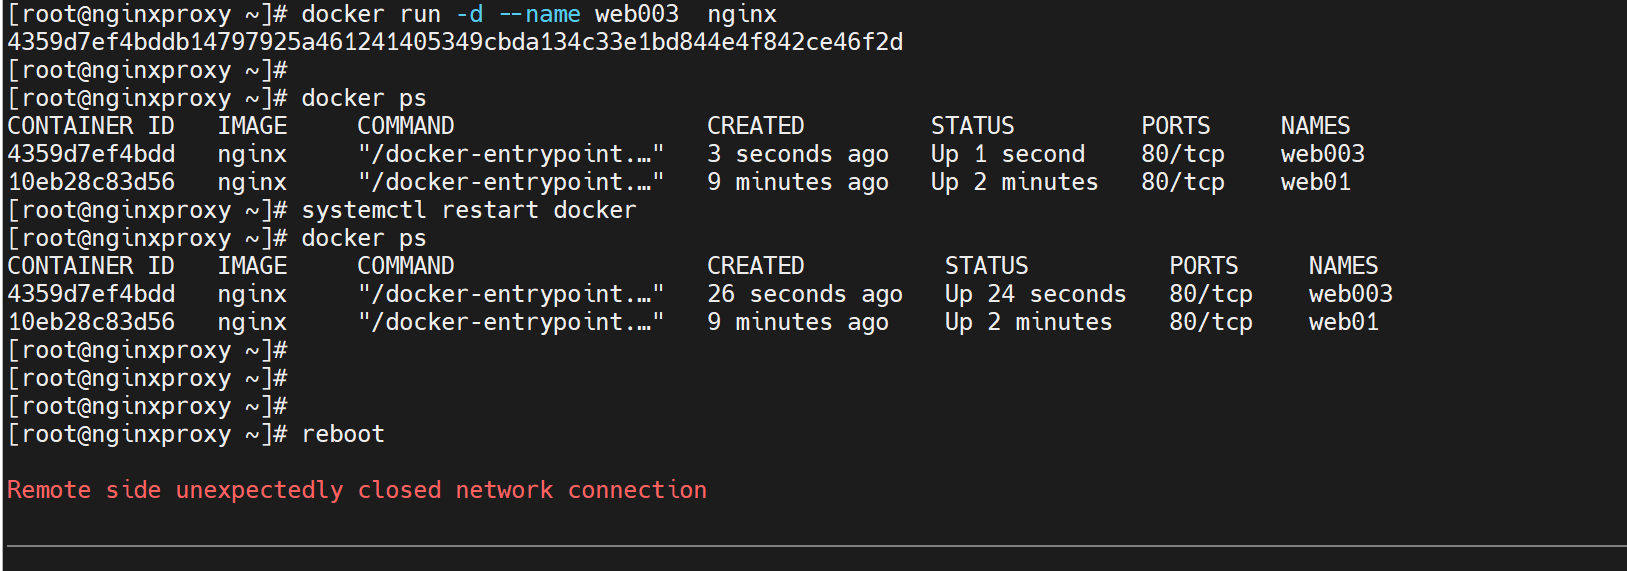 [root@nginxproxy ~]# docker run -d --name web003  nginx
4359d7ef4bddb14797925a461241405349cbda134c33e1bd844e4f842ce46f2d
[root@nginxproxy ~]#
[root@nginxproxy ~]# docker ps
CONTAINER ID   IMAGE     COMMAND                  CREATED         STATUS         PORTS     NAMES
4359d7ef4bdd   nginx     "/docker-entrypoint.…"   3 seconds ago   Up 1 second    80/tcp    web003
10eb28c83d56   nginx     "/docker-entrypoint.…"   9 minutes ago   Up 2 minutes   80/tcp    web01
[root@nginxproxy ~]# systemctl restart docker
[root@nginxproxy ~]# docker ps
CONTAINER ID   IMAGE     COMMAND                  CREATED          STATUS          PORTS     NAMES
4359d7ef4bdd   nginx     "/docker-entrypoint.…"   26 seconds ago   Up 24 seconds   80/tcp    web003
10eb28c83d56   nginx     "/docker-entrypoint.…"   9 minutes ago    Up 2 minutes    80/tcp    web01
[root@nginxproxy ~]#
[root@nginxproxy ~]#
[root@nginxproxy ~]#
[root@nginxproxy ~]# reboot
Remote side unexpectedly closed network connection